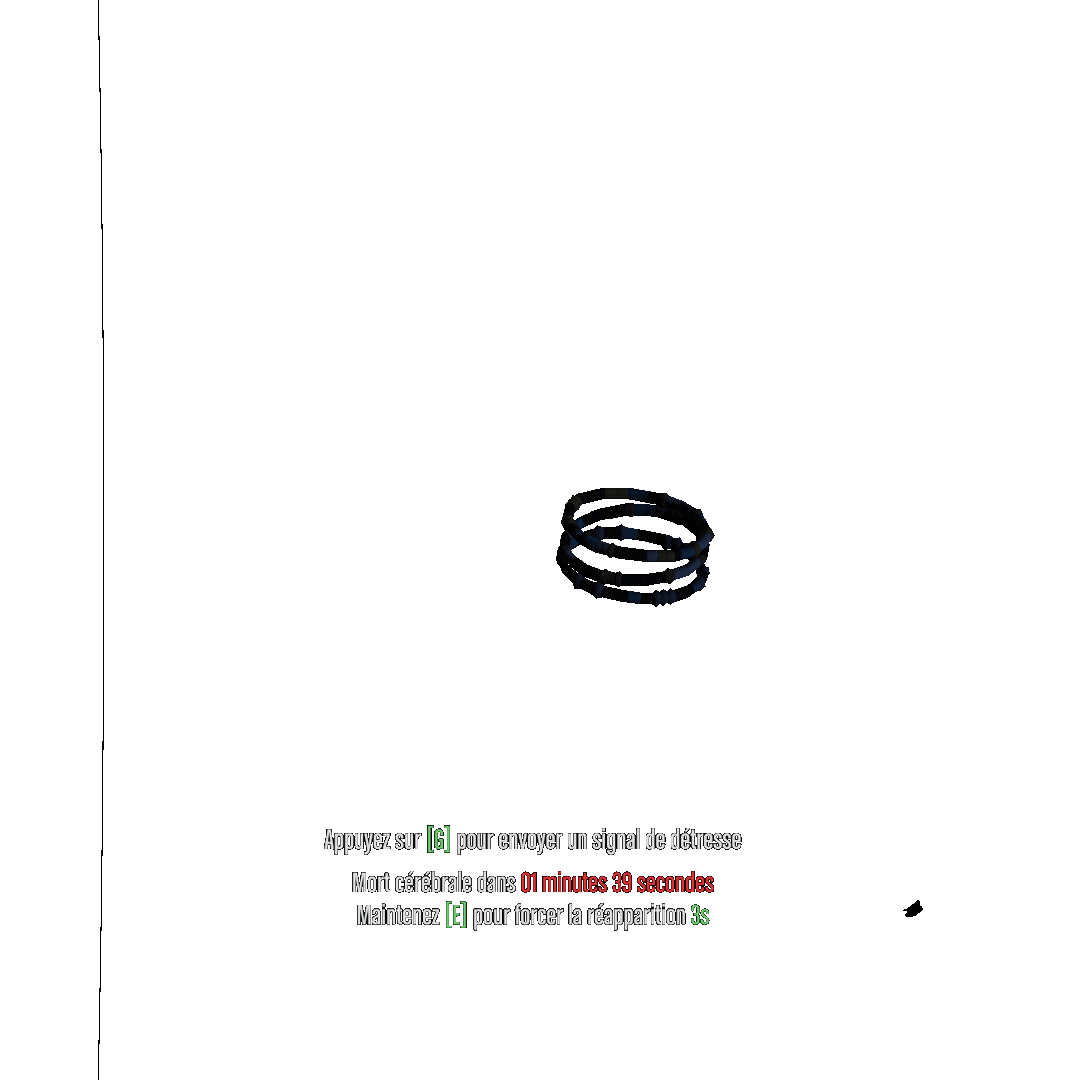 Appuyez sur [G] pour envoyer un signal de détresse
Mort cérébrale dans 01 minutes 39 secondes
Maintenez [E] pour forcer la réapparition 3s